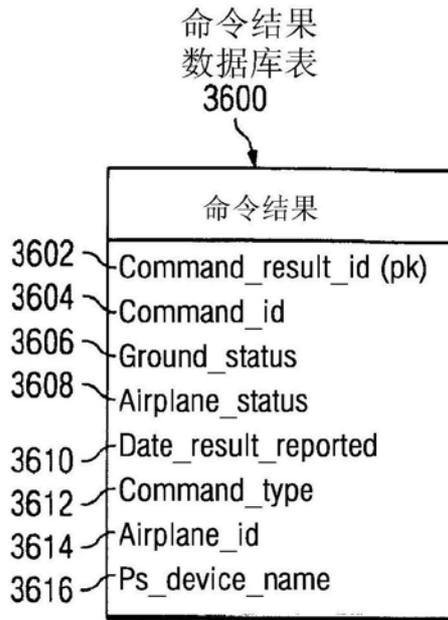 命令结果
数据库表
3600
命令结果
3602 Command_result_id (pk)
3604 Command_id
3606 Ground_status
3608 Airplane_status
3610 Date_result_reported
3612 Command_type
3614 Airplane_id
3616 Ps_device_name